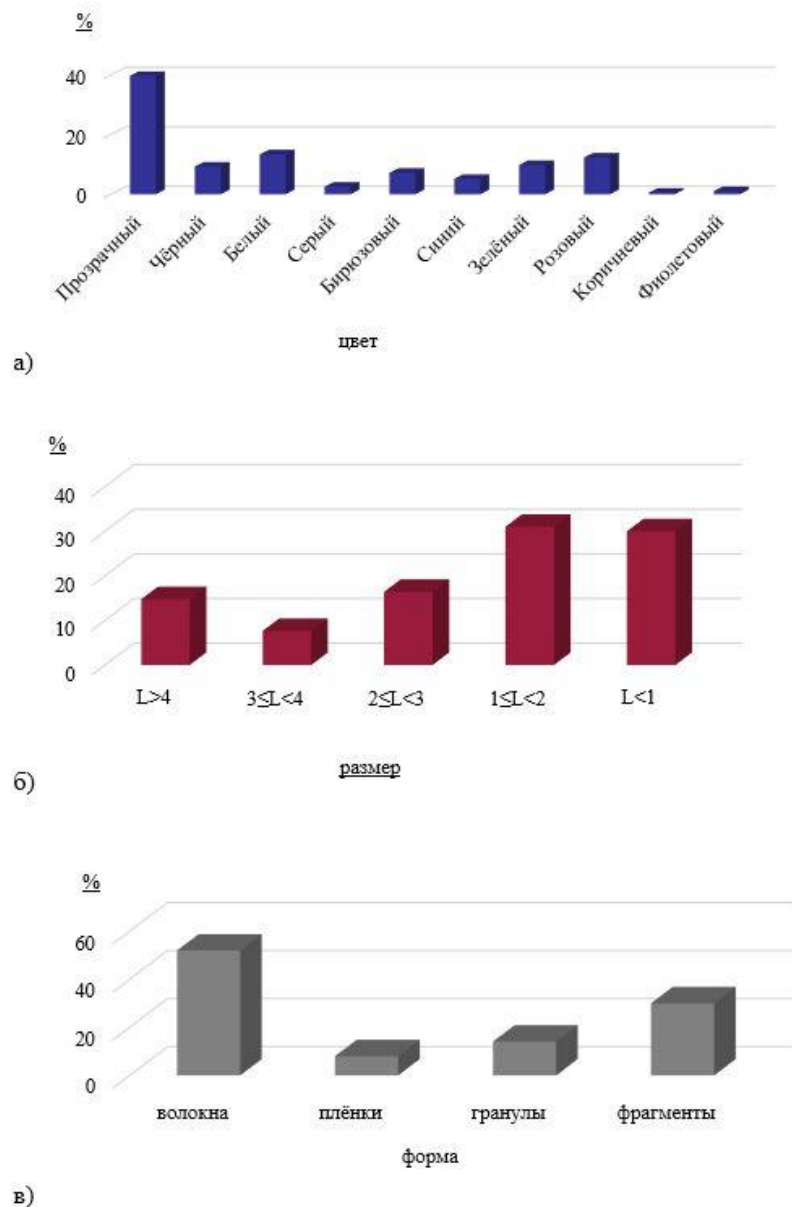 %
40
20
0
Прозрачный
Чёрный
Белый
Серый
Бирюзовый
Синий
Зелёный
Розовый
Коричневый
Фиолетовый
цвет
а)
%
40
30
20
10
0
L>4
3≤L<4
2≤L<3
1≤L<2
L<1
размер
б)
%
60
40
20
0
волокна
плёнки
гранулы
фрагменты
форма
в)